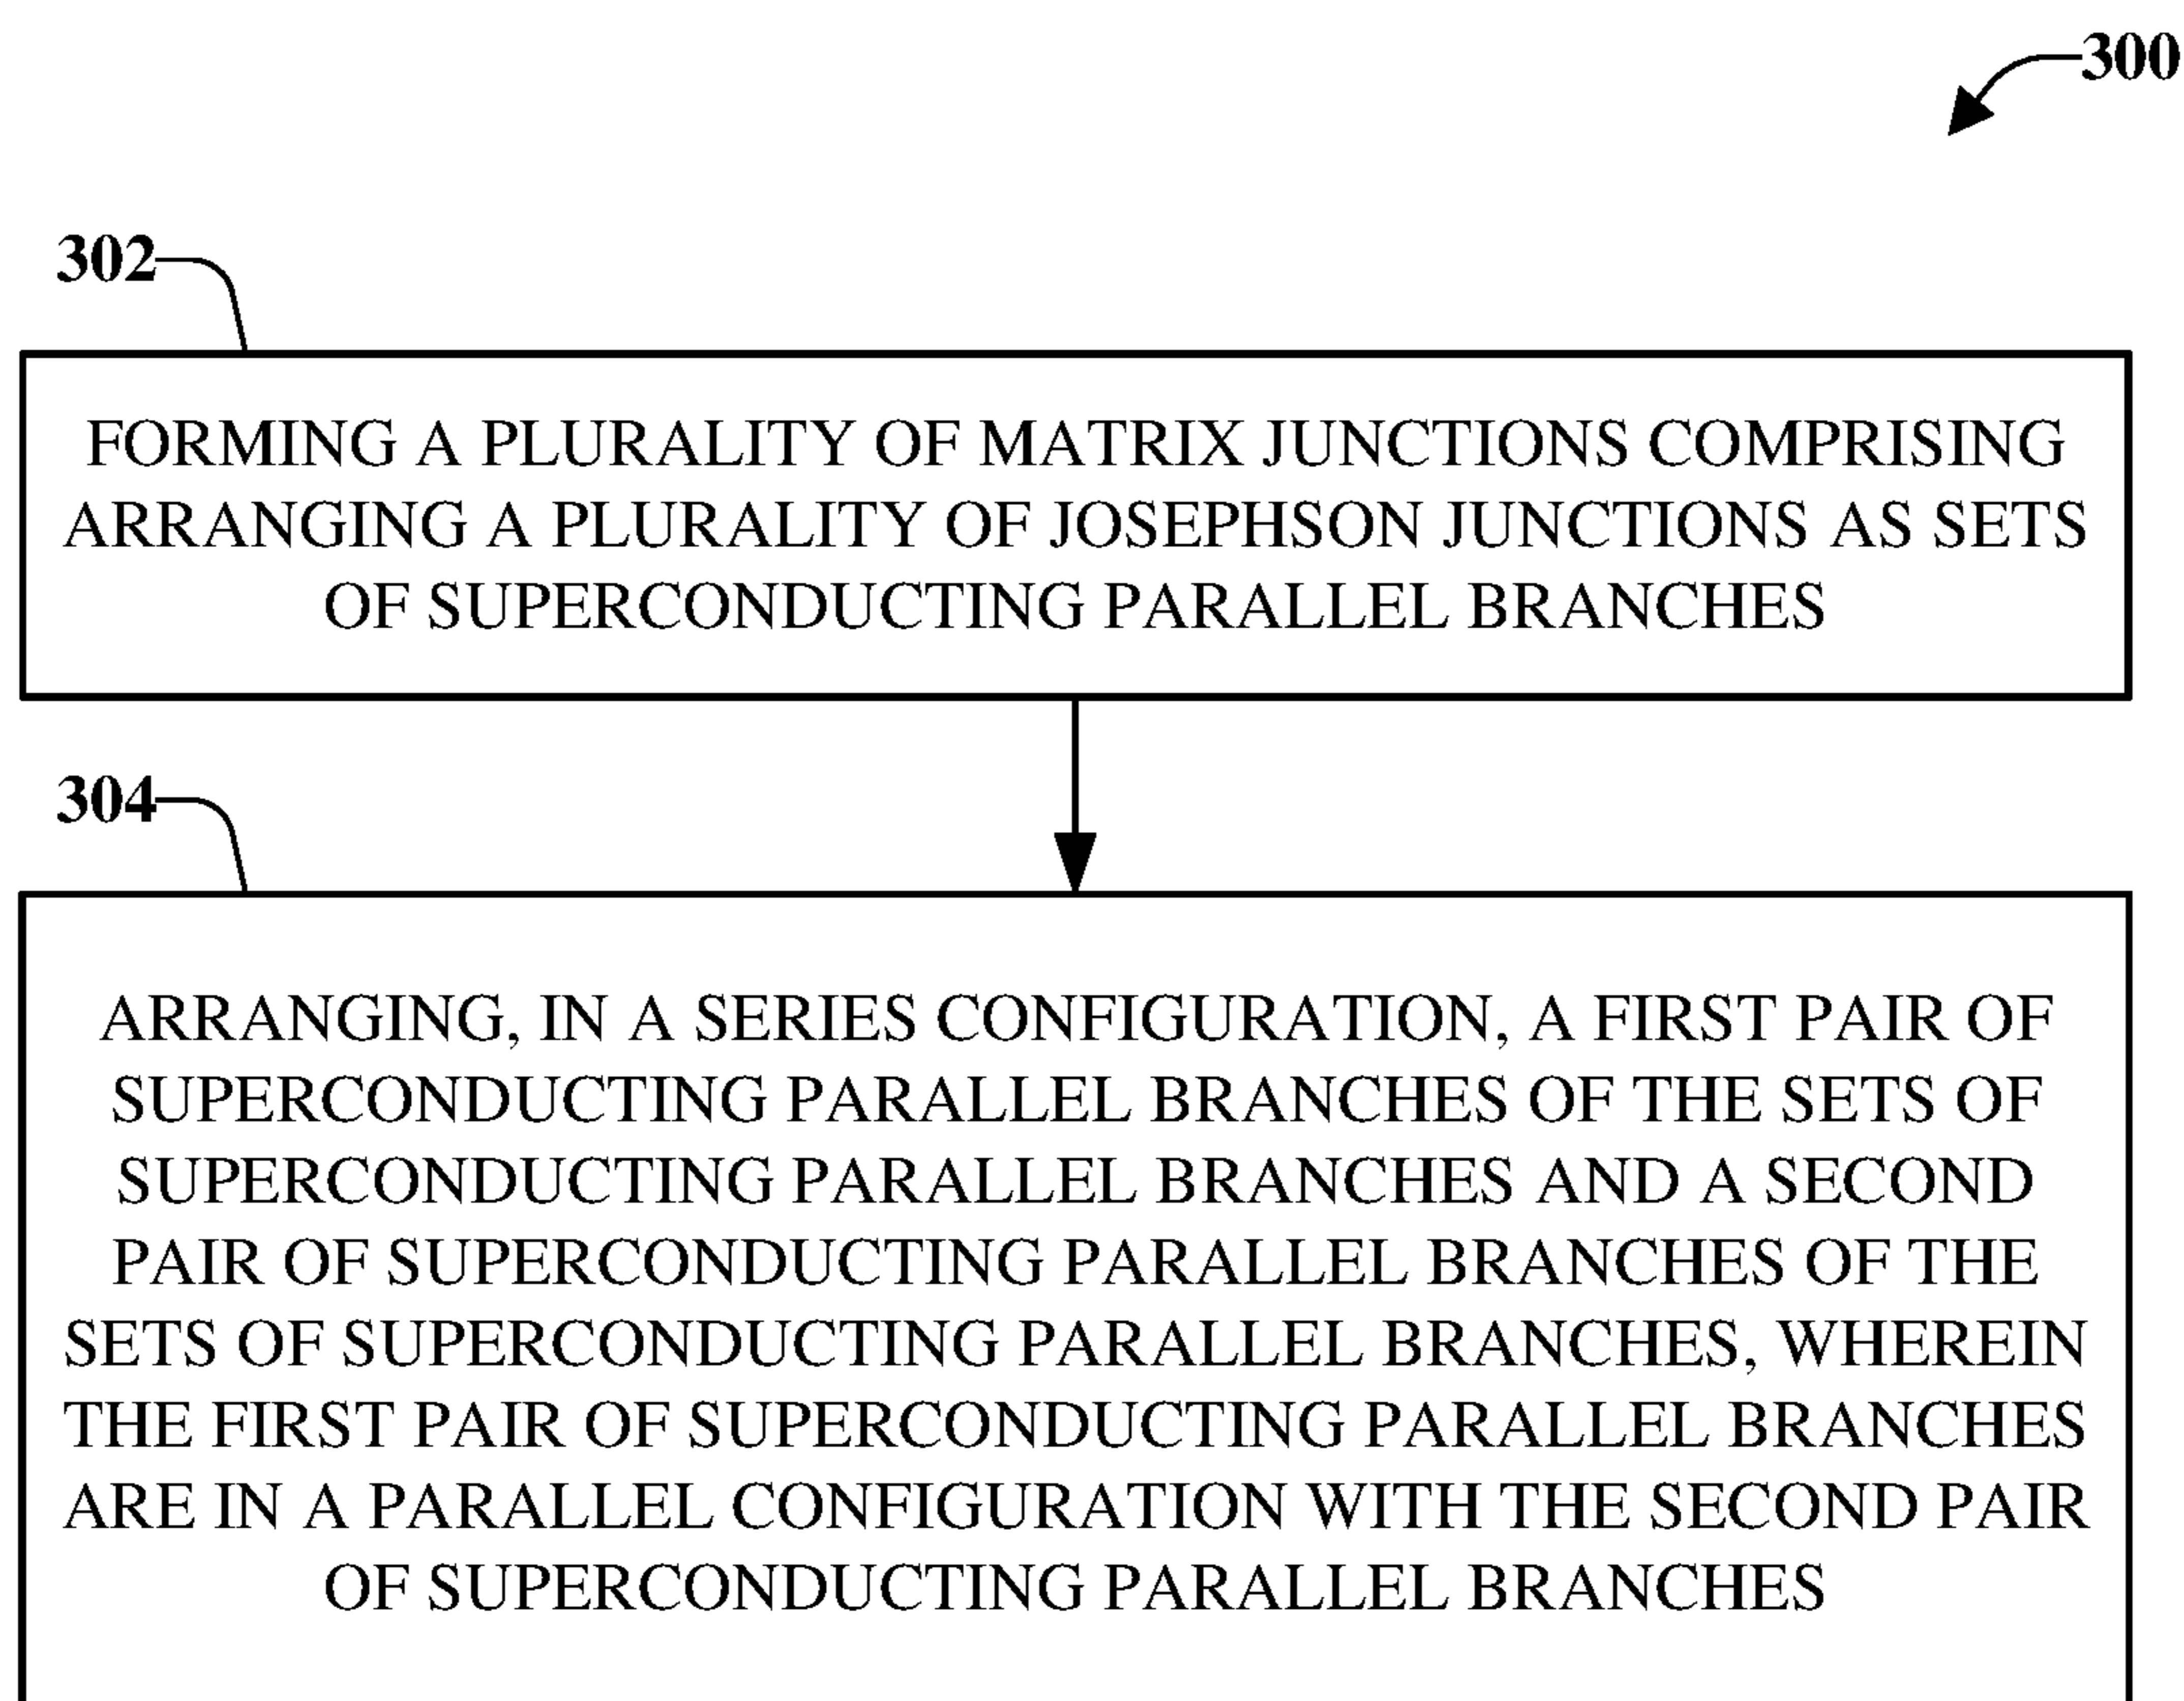 300
302
FORMING A PLURALITY OF MATRIX JUNCTIONS COMPRISING
ARRANGING A PLURALITY OF JOSEPHSON JUNCTIONS AS SETS
OF SUPERCONDUCTING PARALLEL BRANCHES
304
ARRANGING, IN A SERIES CONFIGURATION, A FIRST PAIR OF
SUPERCONDUCTING PARALLEL BRANCHES OF THE SETS OF
SUPERCONDUCTING PARALLEL BRANCHES AND A SECOND
PAIR OF SUPERCONDUCTING PARALLEL BRANCHES OF THE
SETS OF SUPERCONDUCTING PARALLEL BRANCHES, WHEREIN
THE FIRST PAIR OF SUPERCONDUCTING PARALLEL BRANCHES
ARE IN A PARALLEL CONFIGURATION WITH THE SECOND PAIR
OF SUPERCONDUCTING PARALLEL BRANCHES